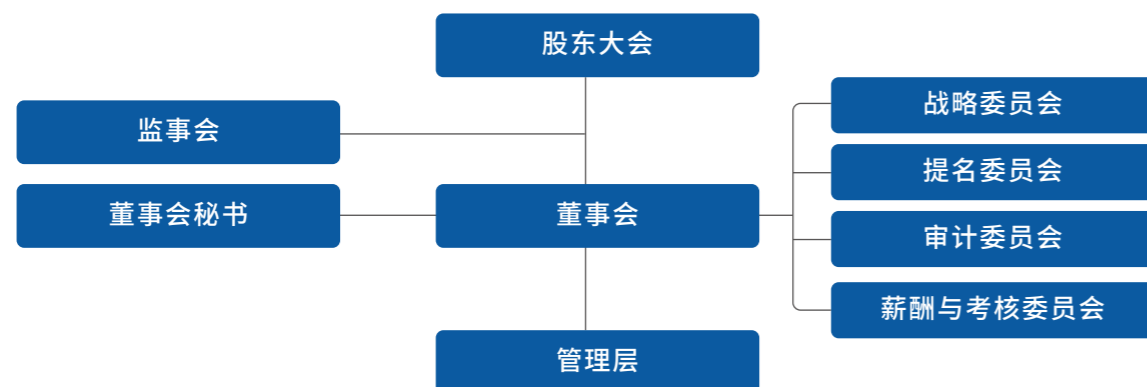 股东大会
监事会
董事会秘书
董事会
战略委员会
提名委员会
审计委员会
薪酬与考核委员会
管理层